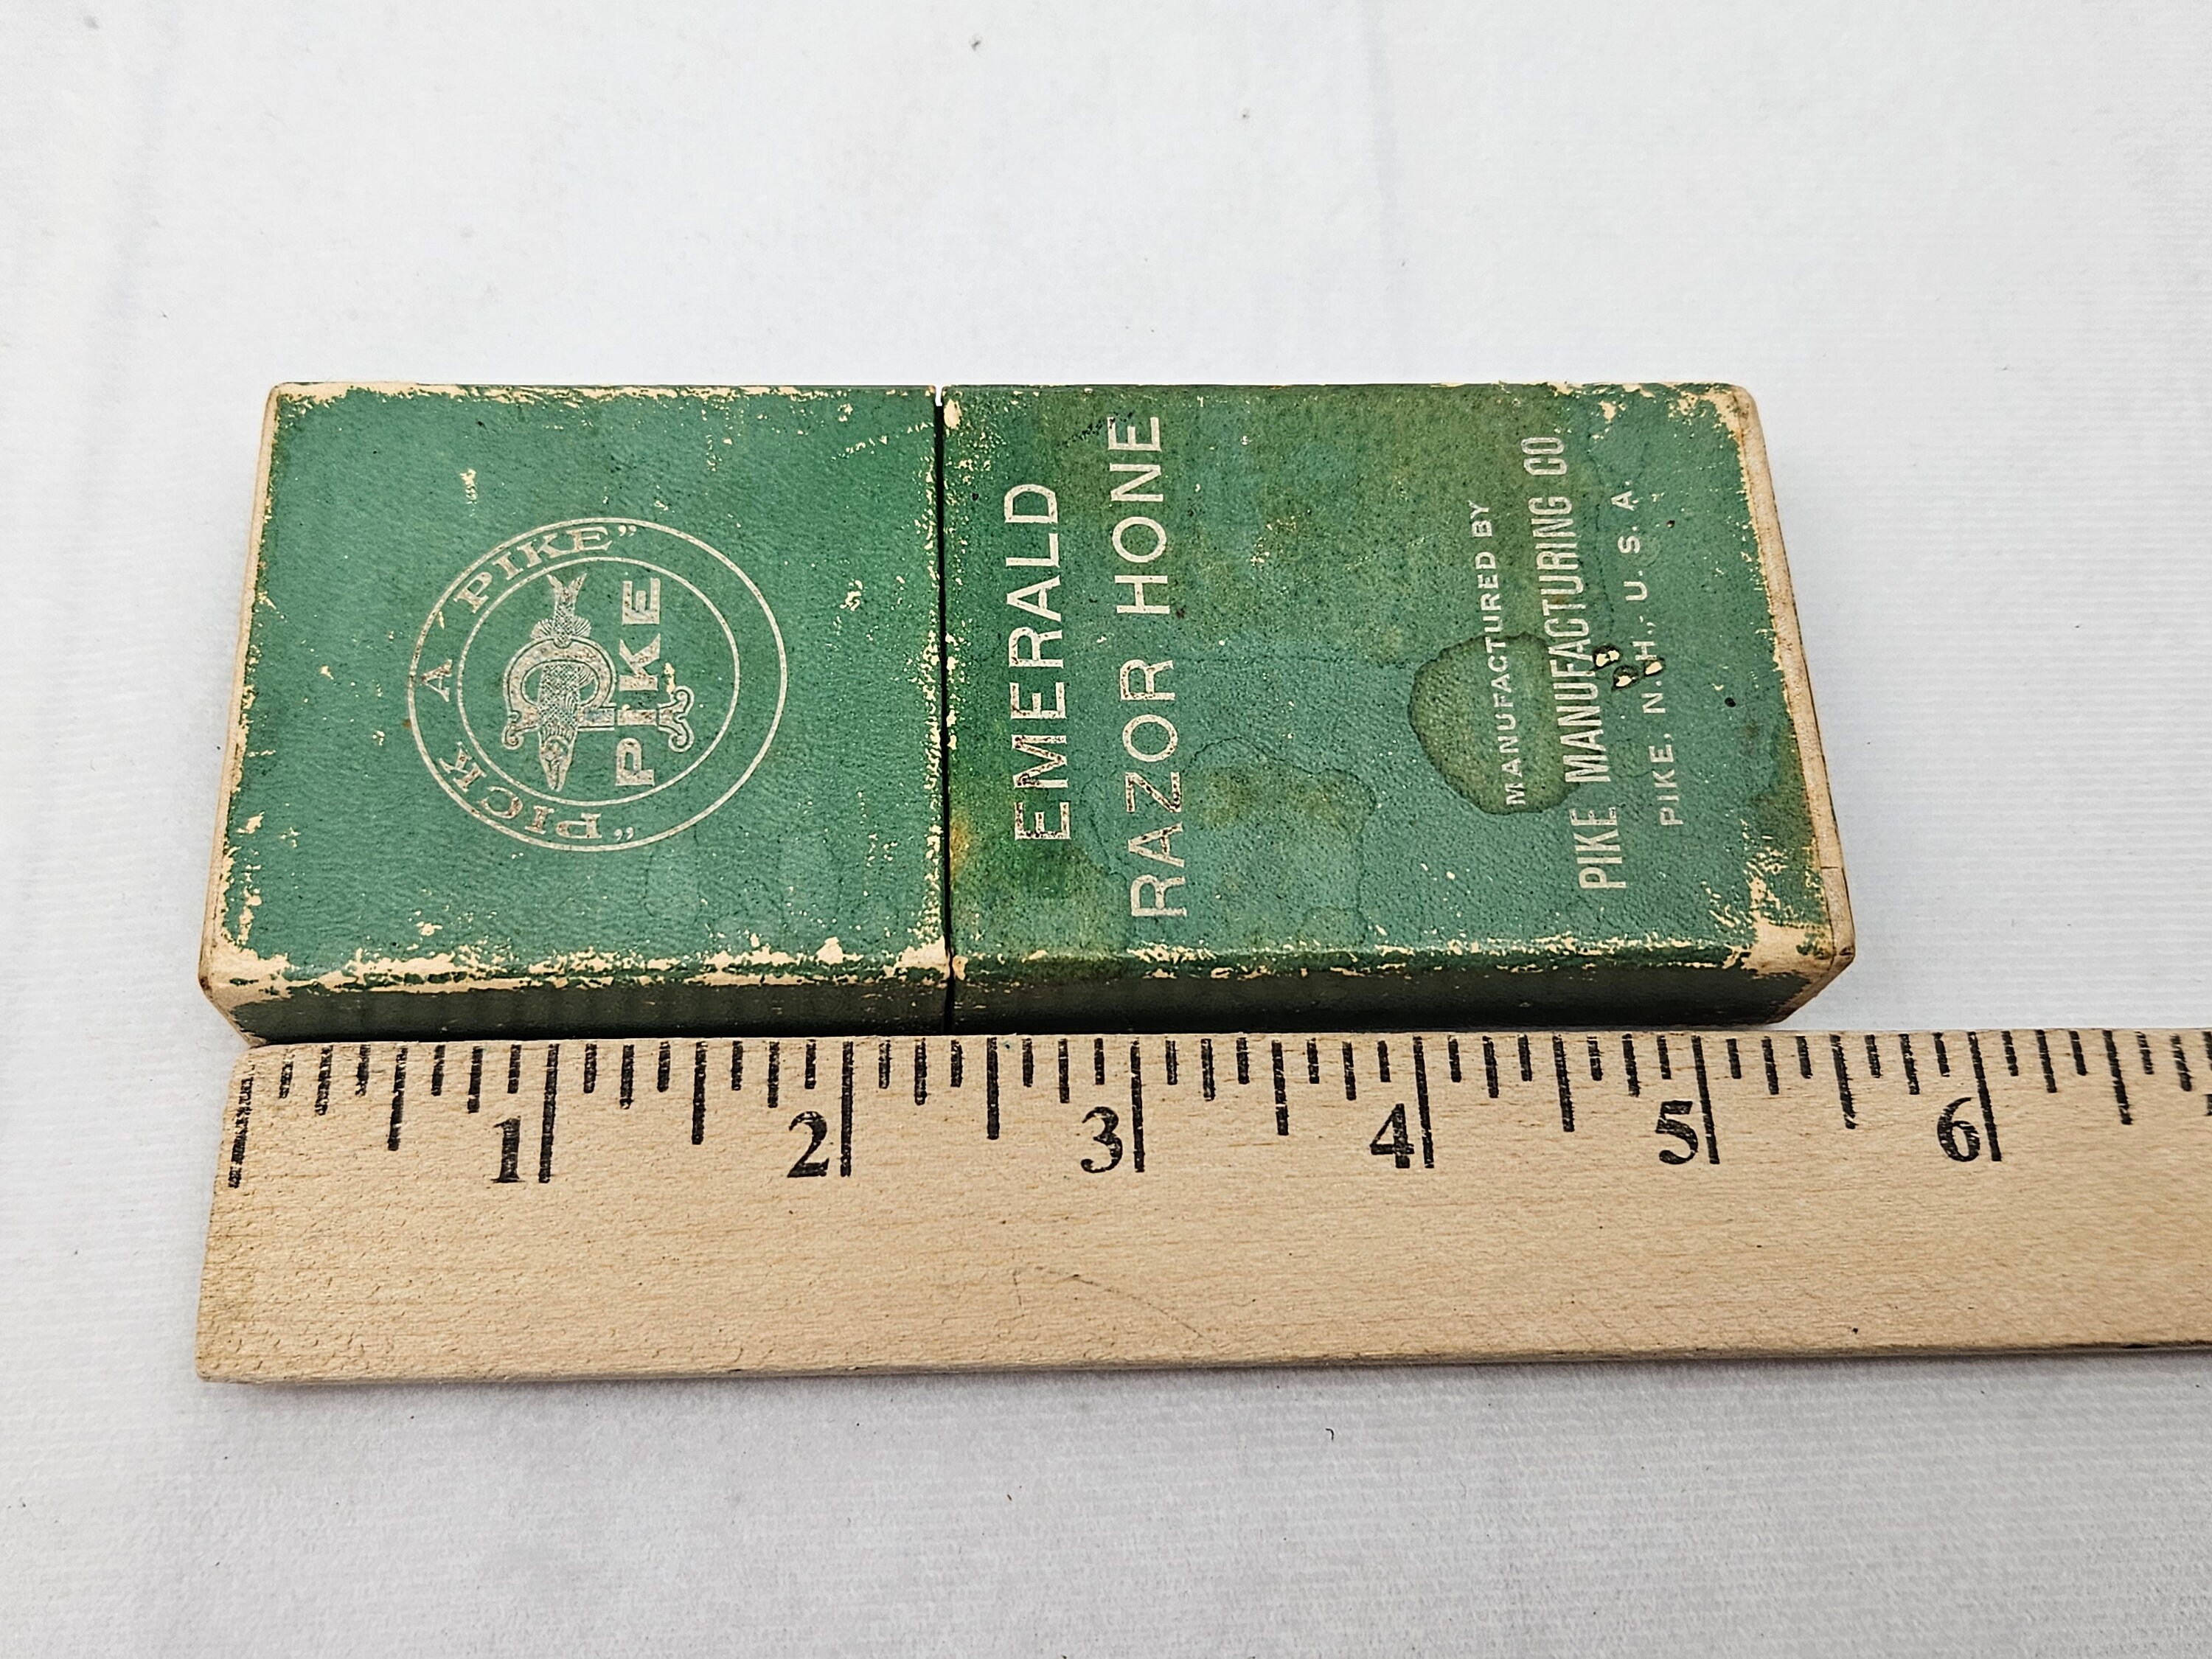 "PICK A PIKE"
PIKE
EMERALD
RAZOR HONE
MANUFACTURED BY
PIKE MANUFACTURING CO
PIKE, N.H., U.S.A.
1 2 3 4 5 6